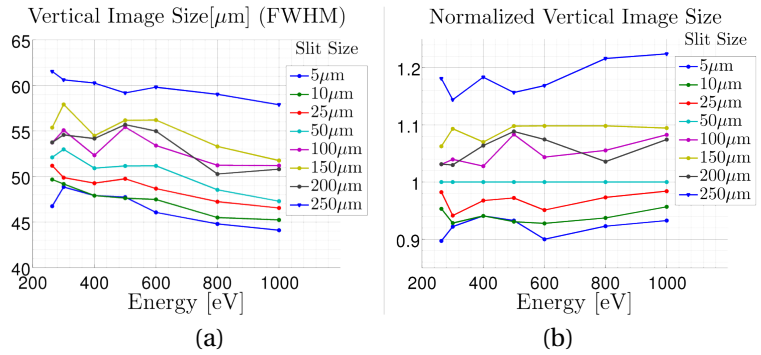 Vertical Image Size[μm] (FWHM)
65
60
55
50
45
40
200
400
600
800
1000
Energy [eV]
Slit Size
5μm
10μm
25μm
50μm
100μm
150μm
200μm
250μm
(a)
Normalized Vertical Image Size
1.2
1.1
1
0.9
200
400
600
800
1000
Energy [eV]
Slit Size
5μm
10μm
25μm
50μm
100μm
150μm
200μm
250μm
(b)